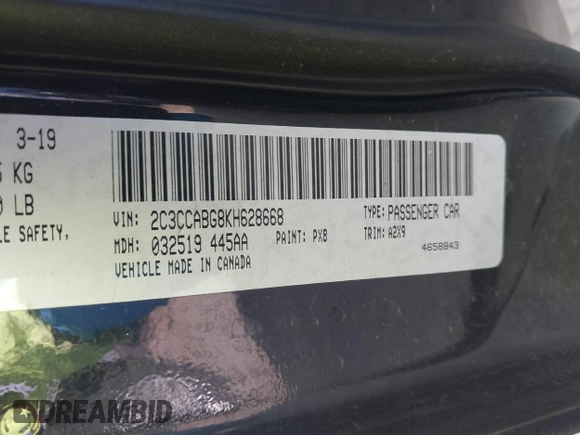 3-19
KG
LB
SAFETY,
VIN: 2C3CCABG8KH628668
TYPE: PASSENGER CAR
MDH: 032519 445AA
PAINT: PX8
TRIM: A2X9
VEHICLE MADE IN CANADA
4658843
DREAMBID